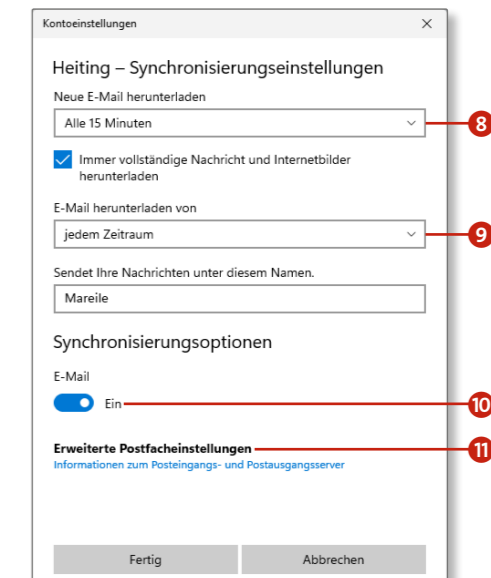 Kontoeinstellungen
Heiting – Synchronisierungseinstellungen
Neue E-Mail herunterladen
Alle 15 Minuten
8
Immer vollständige Nachricht und Internetbilder
herunterladen
E-Mail herunterladen von
jedem Zeitraum
9
Sendet Ihre Nachrichten unter diesem Namen.
Mareile
Synchronisierungsoptionen
E-Mail
Ein
10
Erweiterte Postfacheinstellungen
11
Informationen zum Posteingangs- und Postausgangsserver
Fertig
Abbrechen